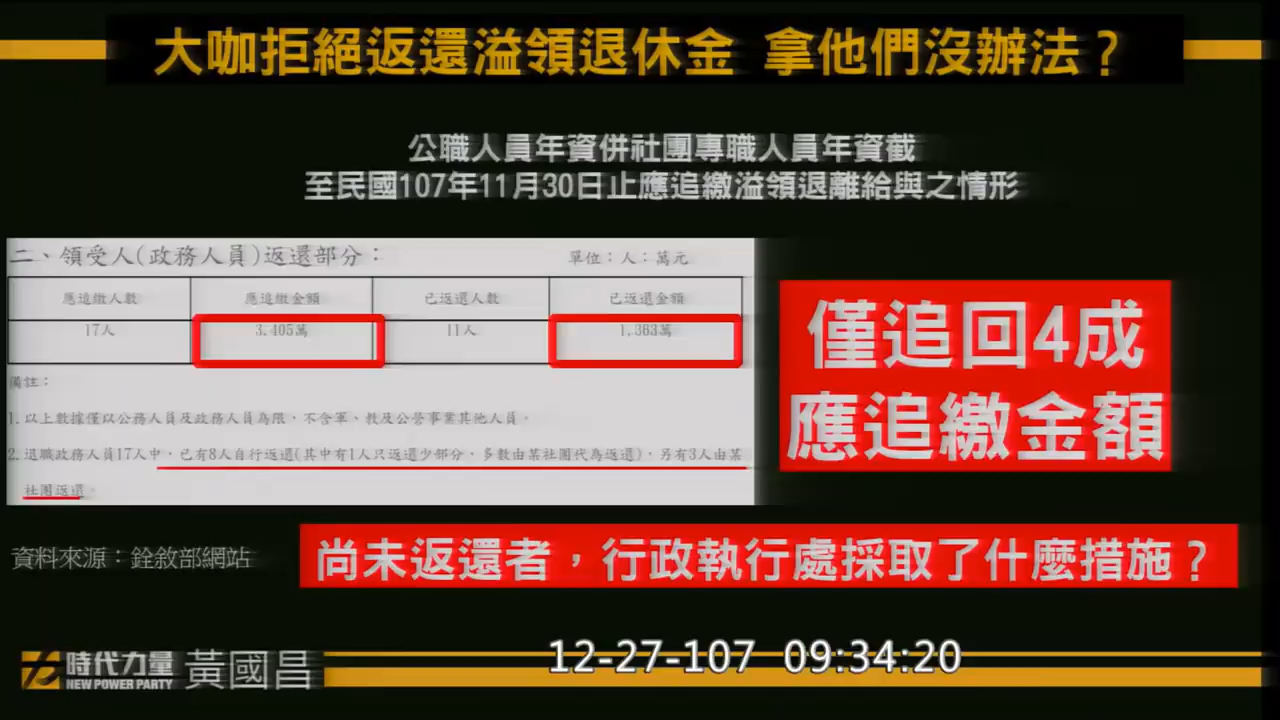 大咖拒絕返還溢領退休金 拿他們沒辦法？
公職人員年資併社團專職人員年資截
至民國107年11月30日止應追繳溢領退離給與之情形
二、領受人(政務人員)返還部分：
單位：人；萬元
應追繳人數 應追繳金額 已返還人數 已返還金額
17人 3,405萬 11人 1,363萬
備註：
1.以上數據僅以公務人員及政務人員為限，不含軍、教及公營事業其他人員。
2.退職政務人員17人中，已有8人自行返還(其中有1人只返還少部分，多數由某社團代為返還)，另有3人由某
社團返還。
僅追回4成
應追繳金額
資料來源：銓敘部網站
尚未返還者，行政執行處採取了什麼措施？
時代力量
NEW POWER PARTY
黃國昌
12-27-107 09:34:20